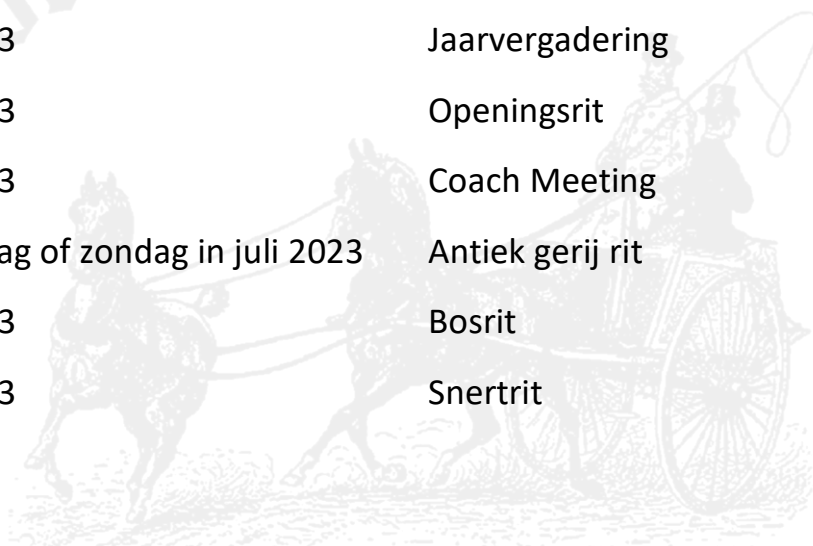 3 Jaarvergadering
3 Openingsrit
3 Coach Meeting
ag of zondag in juli 2023 Antiek gerij rit
3 Bosrit
3 Snertrit